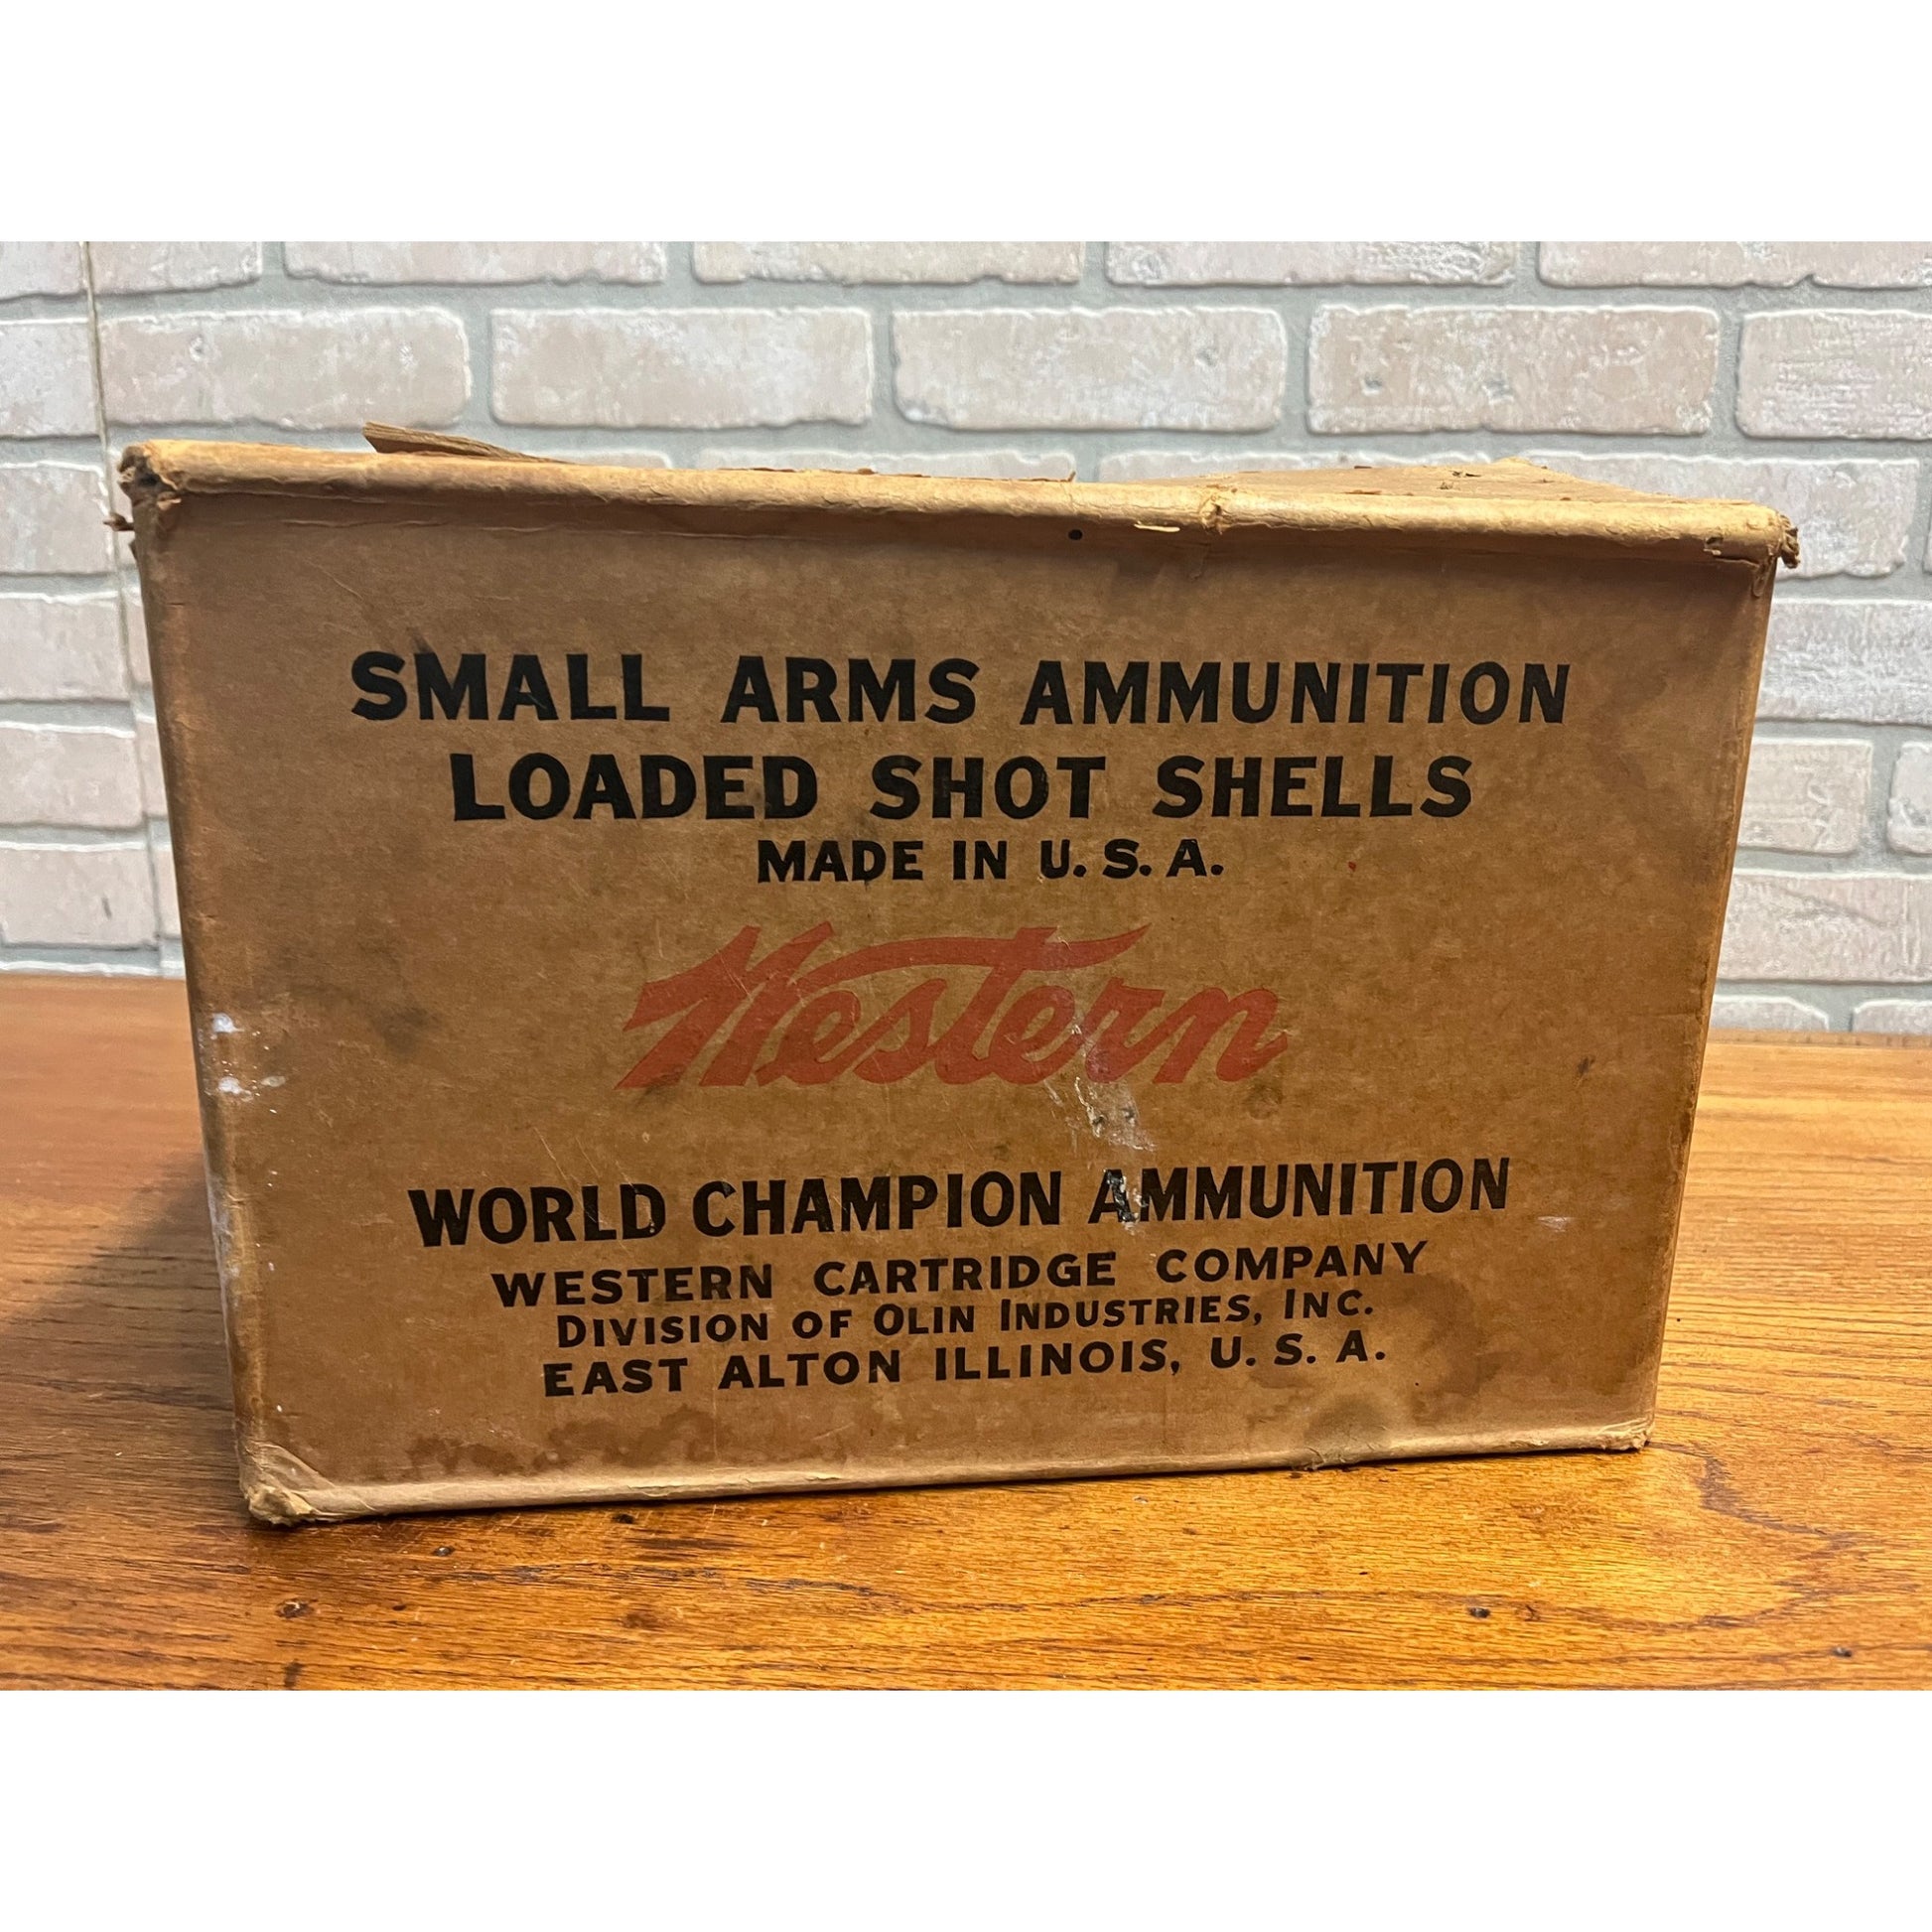 SMALL ARMS AMMUNITION
LOADED SHOT SHELLS
MADE IN U.S.A.
Western
WORLD CHAMPION AMMUNITION
WESTERN CARTRIDGE COMPANY
DIVISION OF OLIN INDUSTRIES, INC.
EAST ALTON ILLINOIS, U.S.A.